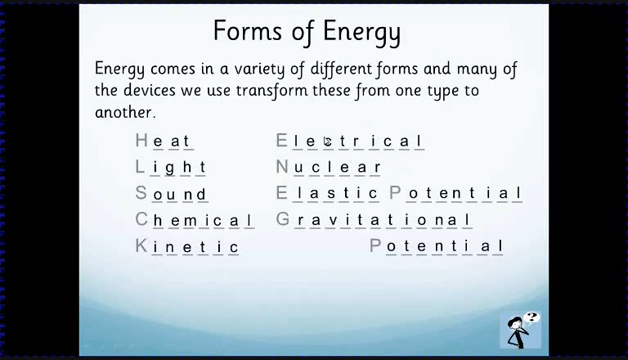 Forms of Energy
Energy comes in a variety of different forms and many of
the devices we use transform these from one type to
another.
Heat Electrical
Light Nuclear
Sound Elastic Potential
Chemical Gravitational
Kinetic Potential
?